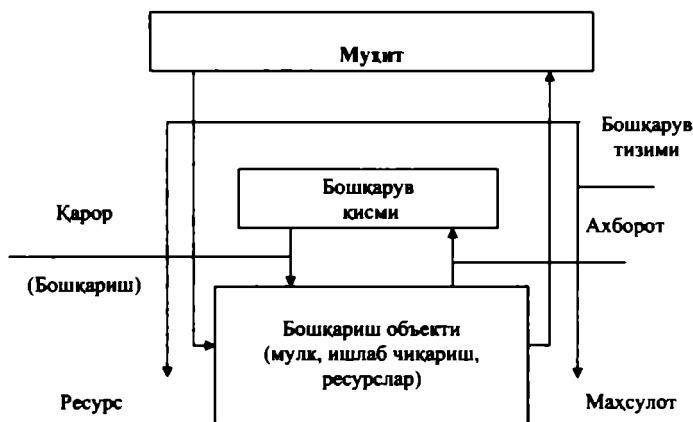 Муҳит
Бошқарув
тизими
Бошқарув
қисми
Қарор
Ахборот
(Бошқариш)
Бошқариш объекти
(мулк, ишлаб чиқариш,
ресурслар)
Ресурс
Маҳсулот